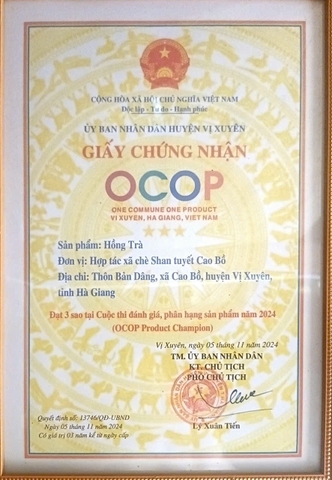 CỘNG HÒA XÃ HỘI CHỦ NGHĨA VIỆT NAM
Độc lập - Tự do - Hạnh phúc
ỦY BAN NHÂN DÂN HUYỆN VỊ XUYÊN
GIẤY CHỨNG NHẬN
OCOP
ONE COMMUNE ONE PRODUCT
VI XUYEN, HA GIANG, VIET NAM
Sản phẩm: Hồng Trà
Đơn vị: Hợp tác xã chè Shan tuyết Cao Bồ
Địa chỉ: Thôn Bản Dâng, xã Cao Bồ, huyện Vị Xuyên,
tỉnh Hà Giang
Đạt 3 sao tại Cuộc thi đánh giá, phân hạng sản phẩm năm 2024
(OCOP Product Champion)
Vị Xuyên, ngày 05 tháng 11 năm 2024
TM. ỦY BAN NHÂN DÂN
KT. CHỦ TỊCH
PHÓ CHỦ TỊCH
Quyết định số: 13746/QĐ-UBND
Ngày 05 tháng 11 năm 2024
Có giá trị 03 năm kể từ ngày cấp
Lý Xuân Tiến